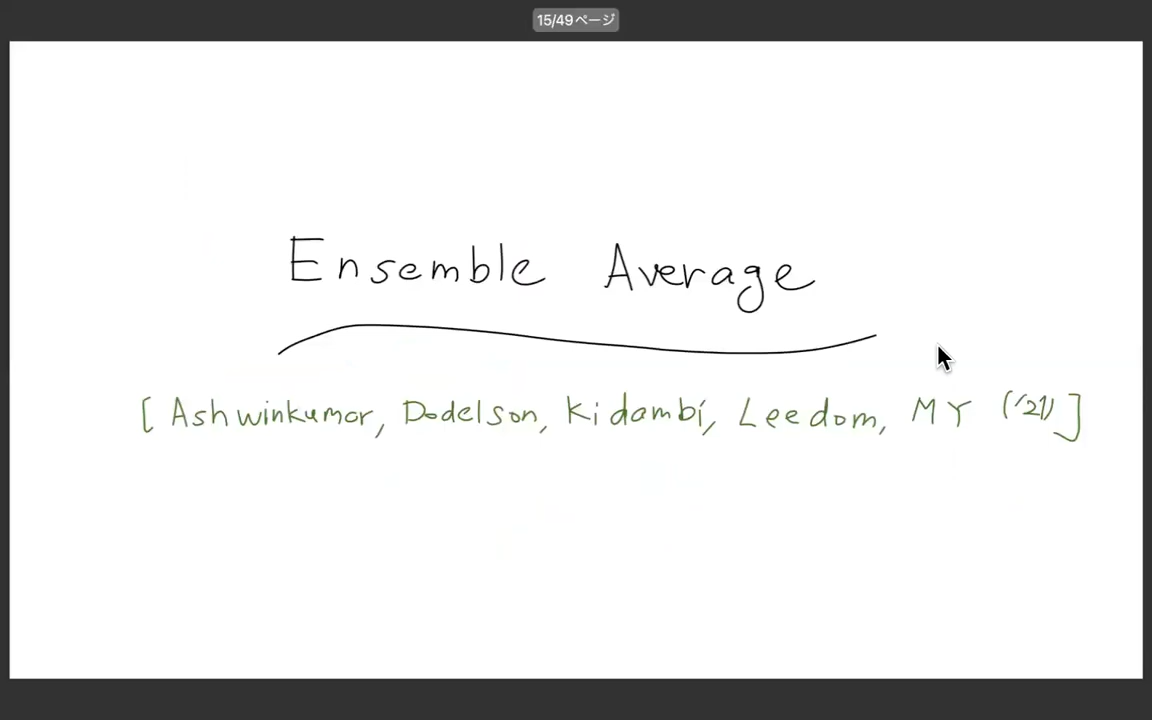 15/49ページ
Ensemble Average
[Ashwinkumar, Dodelson, Kidambi, Leedom, MY ('21)]